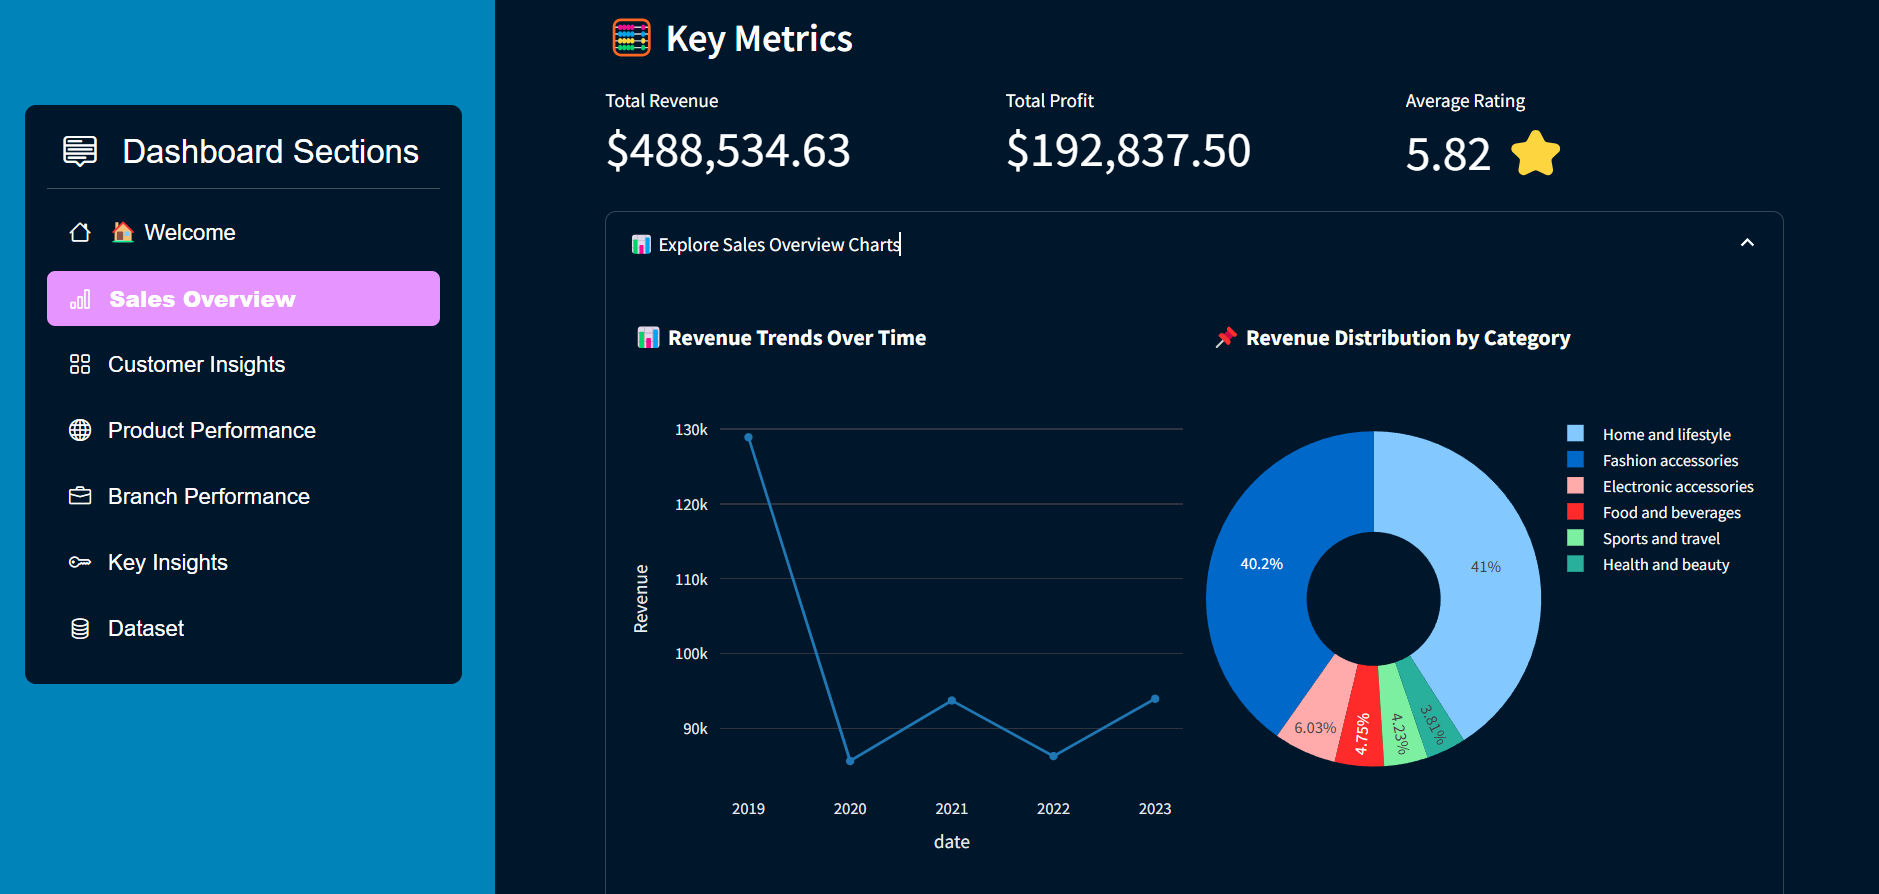 Dashboard Sections
Welcome
Sales Overview
Customer Insights
Product Performance
Branch Performance
Key Insights
Dataset
Key Metrics
Total Revenue
$488,534.63
Total Profit
$192,837.50
Average Rating
5.82
Explore Sales Overview Charts
Revenue Trends Over Time
130k
120k
110k
100k
90k
Revenue
2019 2020 2021 2022 2023
date
Revenue Distribution by Category
40.2%
41%
6.03%
4.75%
4.23%
3.81%
Home and lifestyle
Fashion accessories
Electronic accessories
Food and beverages
Sports and travel
Health and beauty